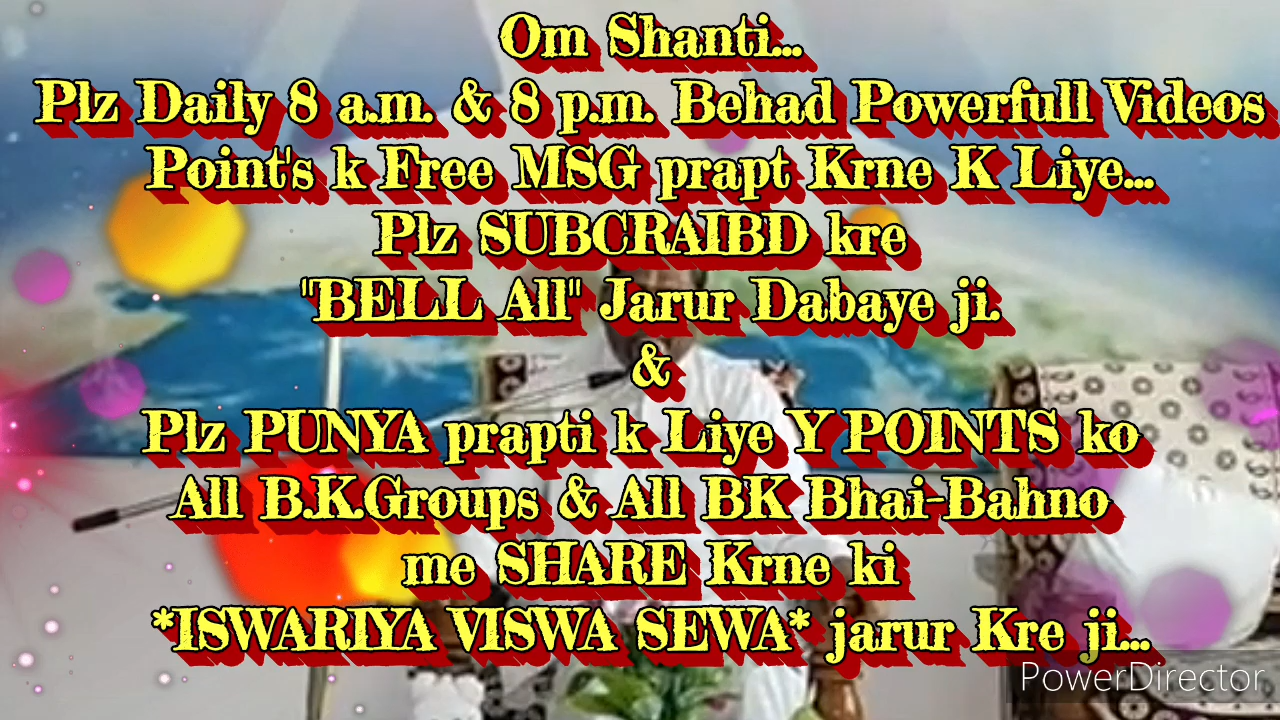 Om Shanti...
Plz Daily 8 a.m. & 8 p.m. Behad Powerfull Videos
Point's k Free MSG prapt Krne K Liye...
Plz SUBCRAIBD kre
"BELL All" Jarur Dabaye ji.
&
Plz PUNYA prapti k Liye Y POINTS ko
All B.K.Groups & All BK Bhai-Bahno
me SHARE Krne ki
*ISWARIYA VISWA SEWA* jarur Kre ji...
PowerDirector